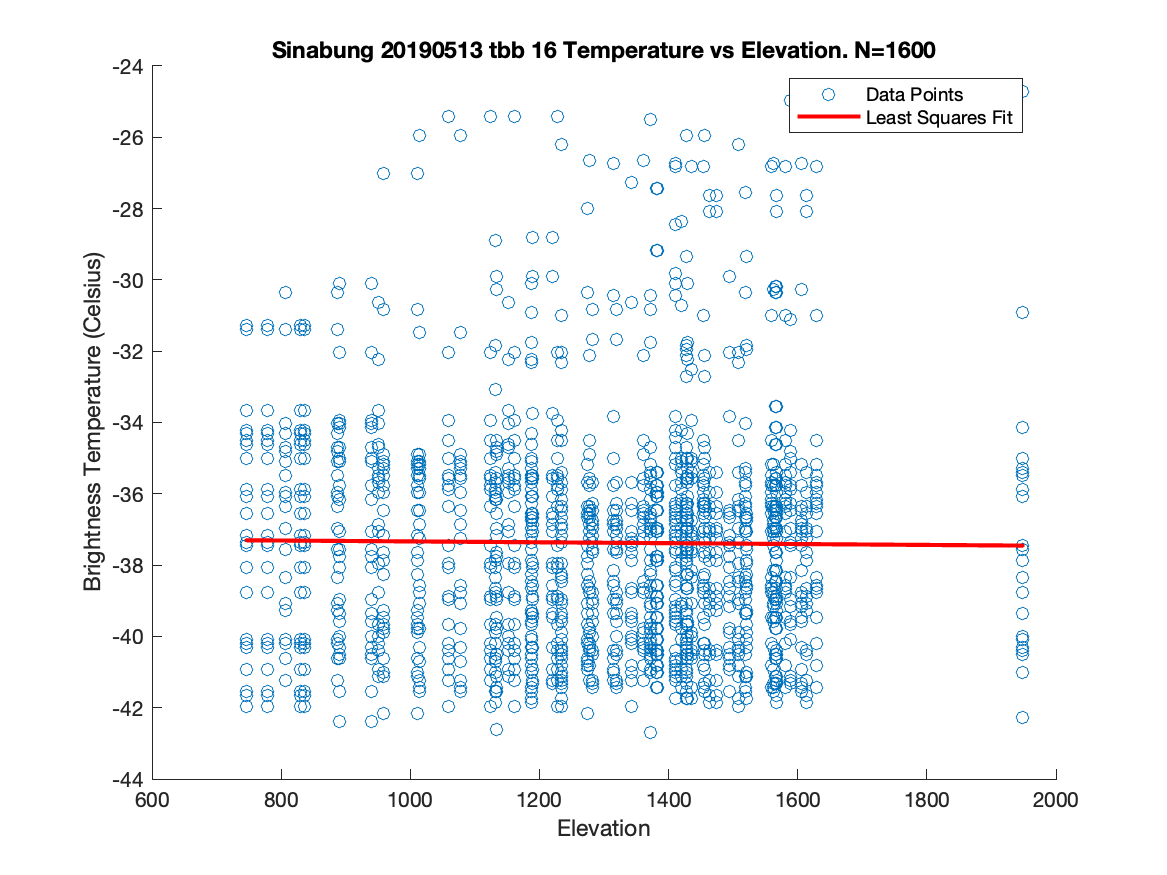 Sinabung 20190513 tbb 16 Temperature vs Elevation. N=1600
Data Points
Least Squares Fit
Brightness Temperature (Celsius)
-24
-26
-28
-30
-32
-34
-36
-38
-40
-42
-44
600 800 1000 1200 1400 1600 1800 2000
Elevation